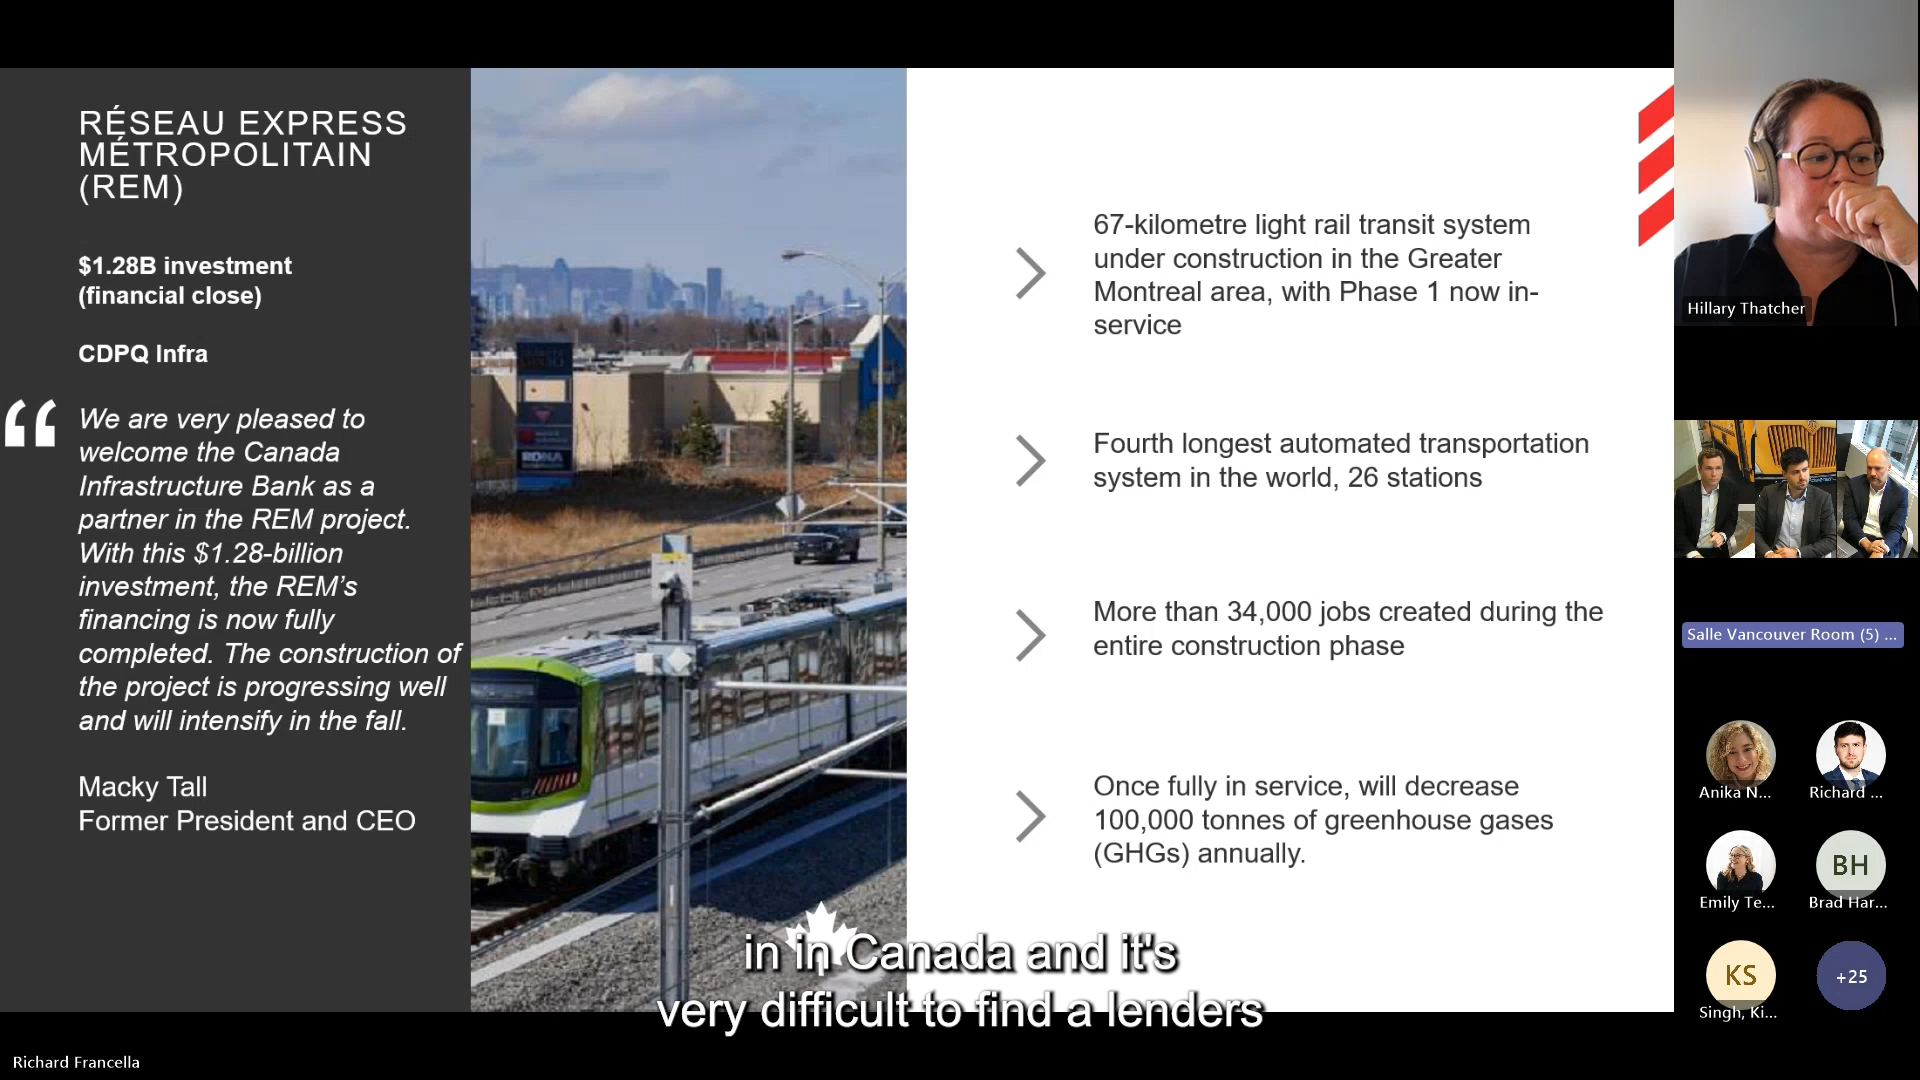 RÉSEAU EXPRESS
MÉTROPOLITAIN
(REM)
$1.28B investment
(financial close)
CDPQ Infra
“
We are very pleased to
welcome the Canada
Infrastructure Bank as a
partner in the REM project.
With this $1.28-billion
investment, the REM’s
financing is now fully
completed. The construction of
the project is progressing well
and will intensify in the fall.
Macky Tall
Former President and CEO
RONA
67-kilometre light rail transit system
under construction in the Greater
Montreal area, with Phase 1 now in-
service
Fourth longest automated transportation
system in the world, 26 stations
More than 34,000 jobs created during the
entire construction phase
Once fully in service, will decrease
100,000 tonnes of greenhouse gases
(GHGs) annually.
in in Canada and it's
very difficult to find a lenders
Hillary Thatcher
Salle Vancouver Room (5) ...
Anika N...
Richard ...
Emily Te...
BH
Brad Har...
KS
Singh, Ki...
+25
Richard Francella